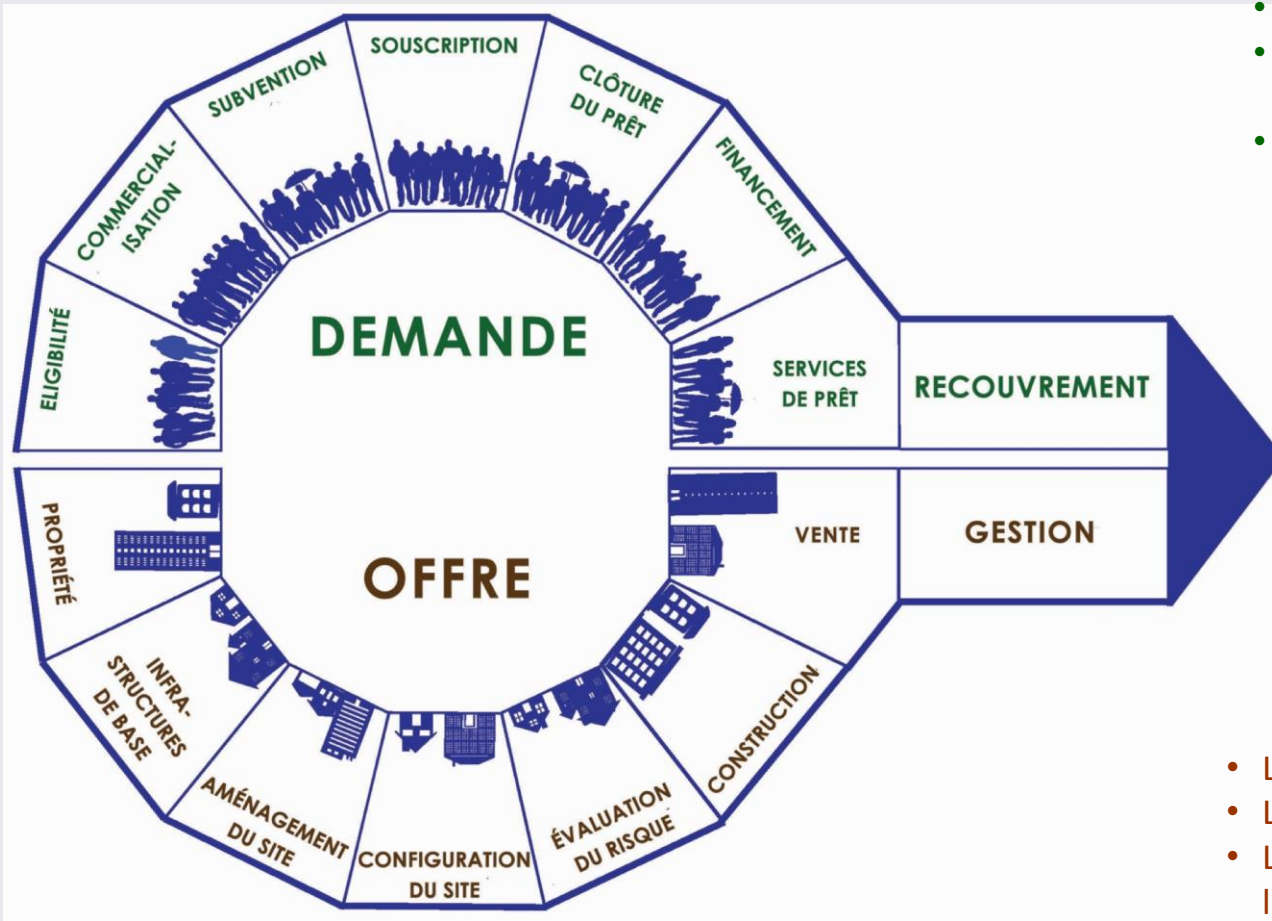 SOUSCRIPTION
SUBVENTION
CLÔTURE
DU PRÊT
COMMERCIAL-
ISATION
FINANCEMENT
ELIGIBILITÉ
DEMANDE
SERVICES
DE PRÊT
RECOUVREMENT
PROPRIÉTÉ
OFFRE
VENTE
GESTION
INFRA-
STRUCTURES
DE BASE
CONSTRUCTION
AMÉNAGEMENT
DU SITE
ÉVALUATION
DU RISQUE
CONFIGURATION
DU SITE
• L
• L
• L